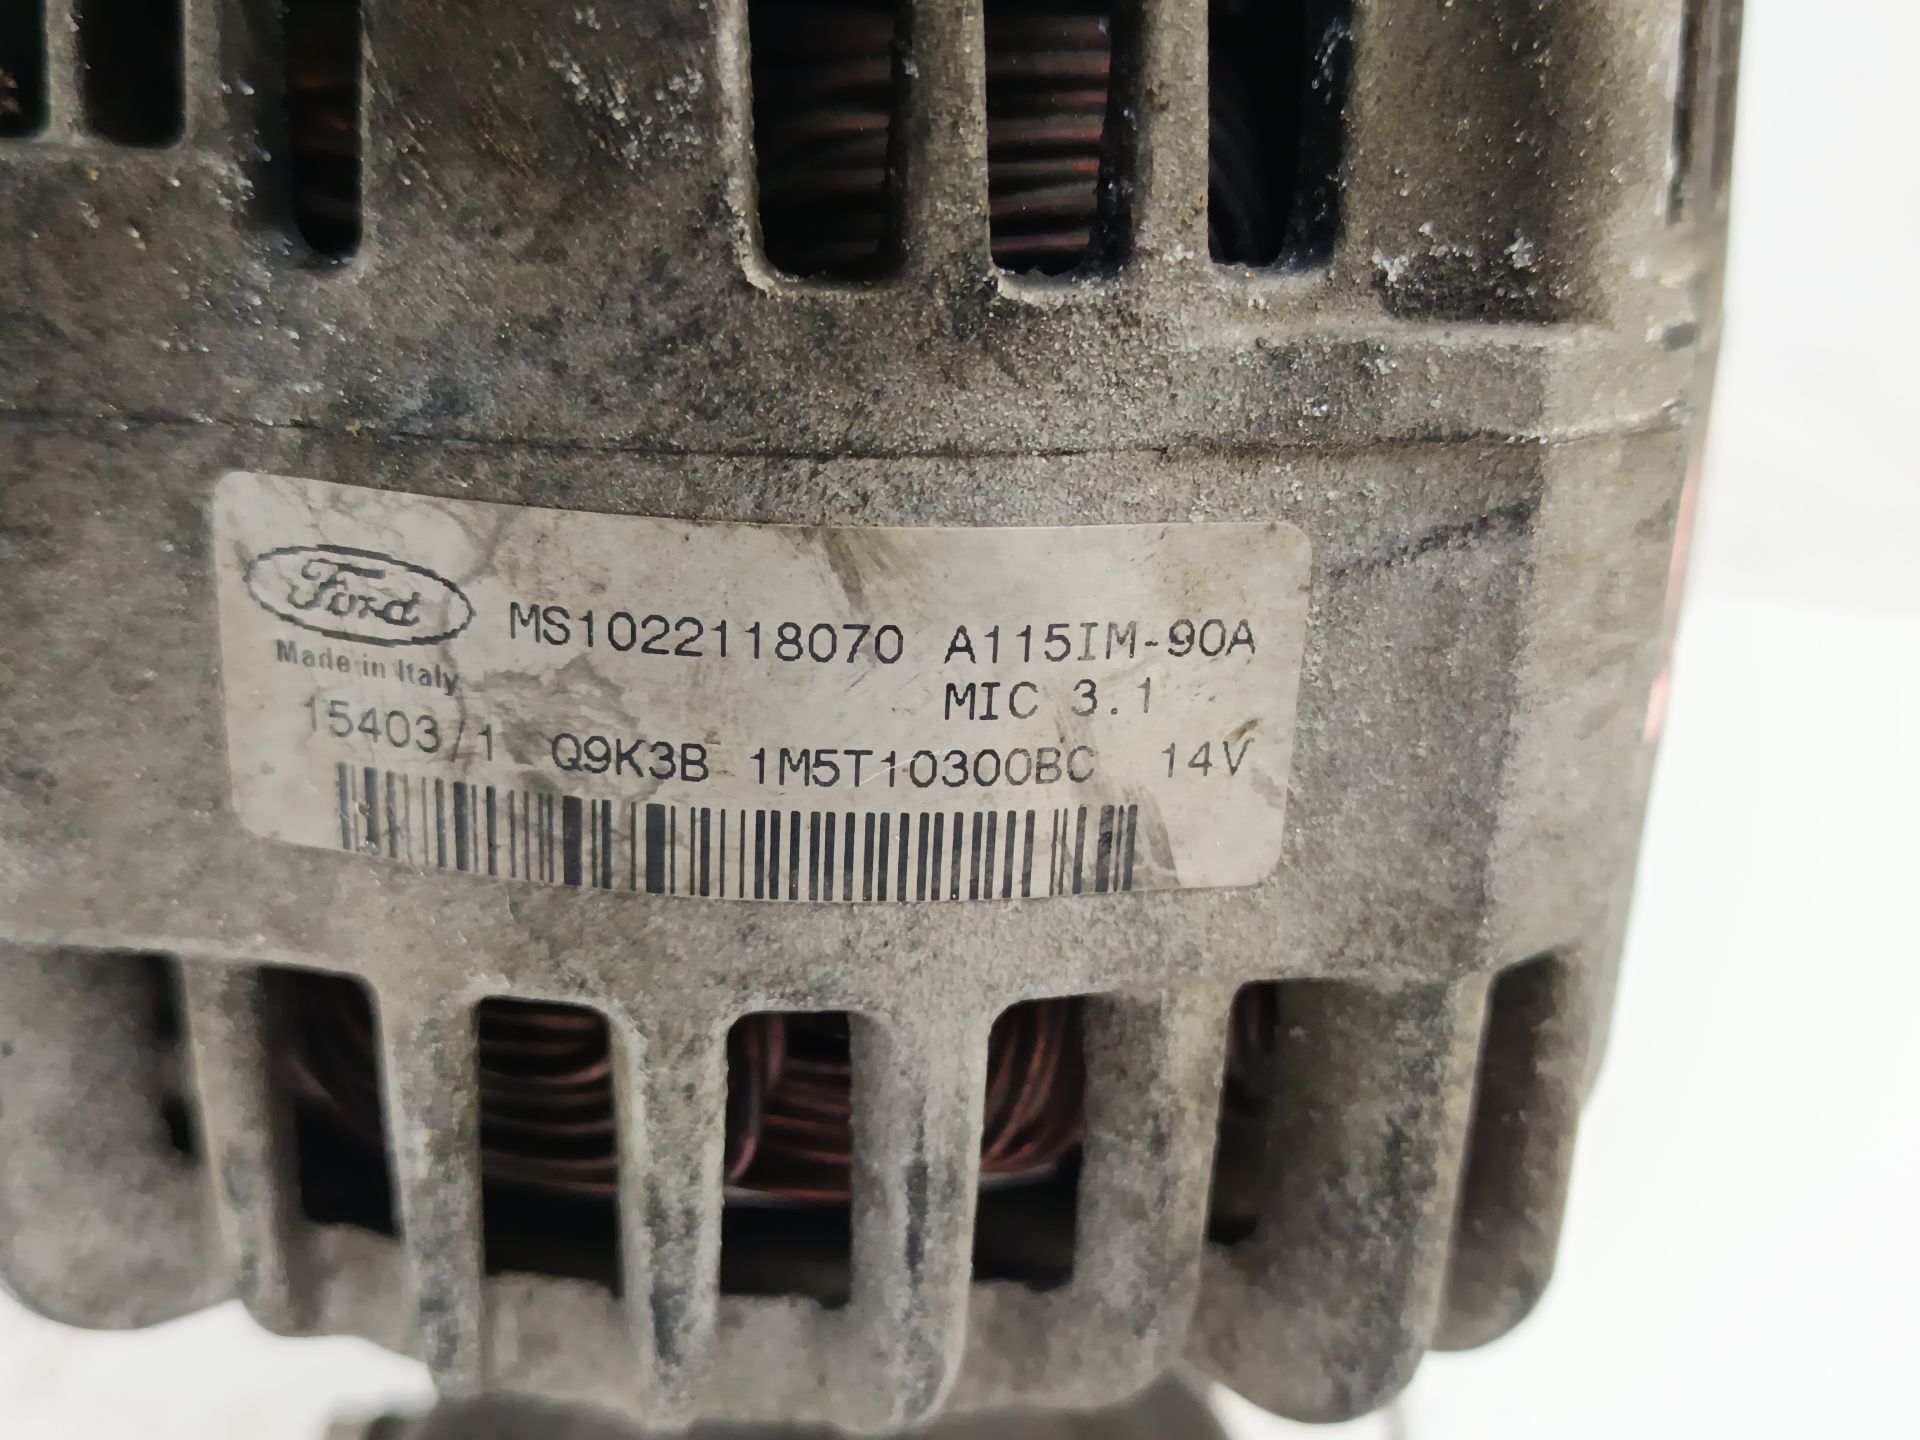 Ford
MS1022118070 A115IM-90A
Made in Italy
MIC 3.1
15403/1 Q9K3B 1M5T10300BC 14V